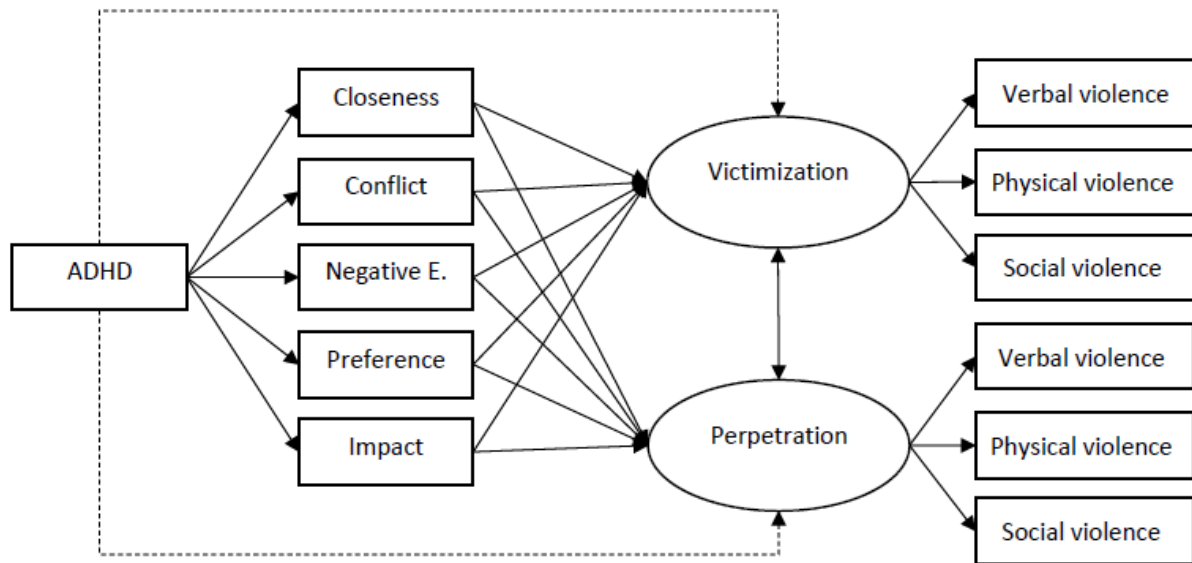 ADHD
Closeness
Conflict
Negative E.
Preference
Impact
Victimization
Perpetration
Verbal violence
Physical violence
Social violence
Verbal violence
Physical violence
Social violence